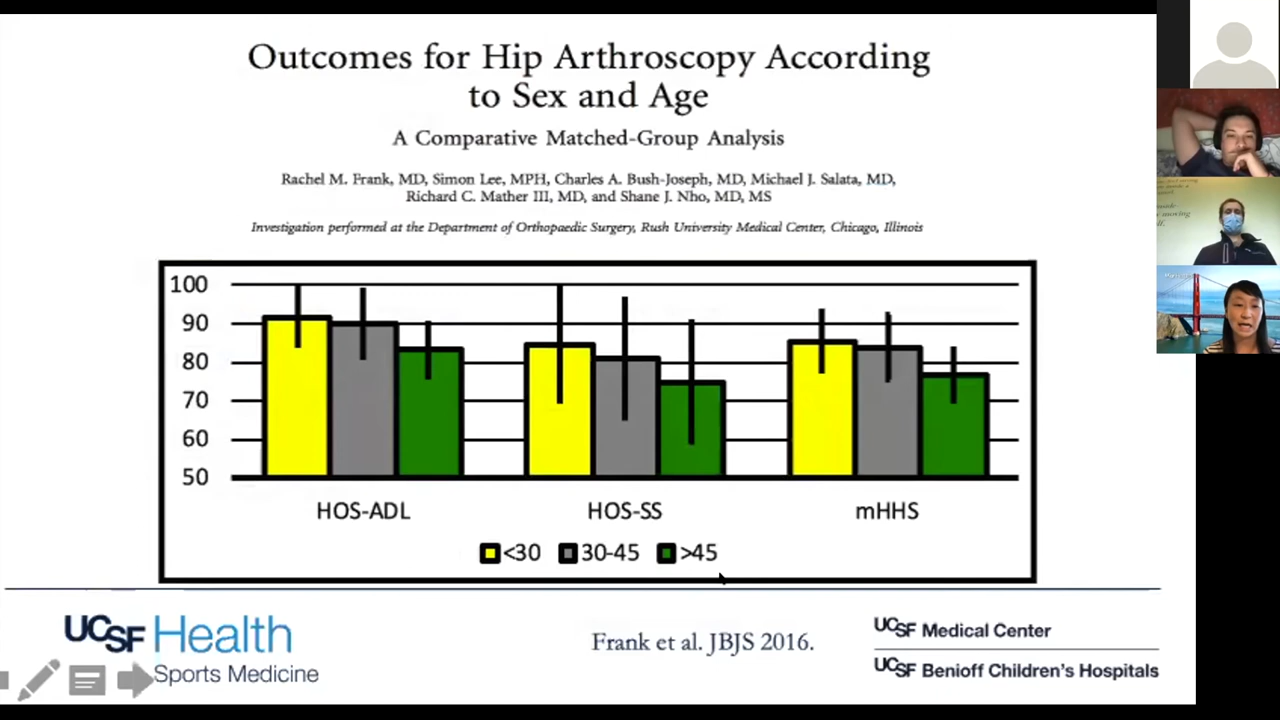 Outcomes for Hip Arthroscopy According
to Sex and Age
A Comparative Matched-Group Analysis
Rachel M. Frank, MD, Simon Lee, MPH, Charles A. Bush-Joseph, MD, Michael J. Salata, MD,
Richard C. Mather III, MD, and Shane J. Nho, MD, MS
Investigation performed at the Department of Orthopaedic Surgery, Rush University Medical Center, Chicago, Illinois
100
90
80
70
60
50
HOS-ADL HOS-SS mHHS
<30 30-45 >45
UCSF Health
Sports Medicine
Frank et al. JBJS 2016.
UCSF Medical Center
UCSF Benioff Children's Hospitals